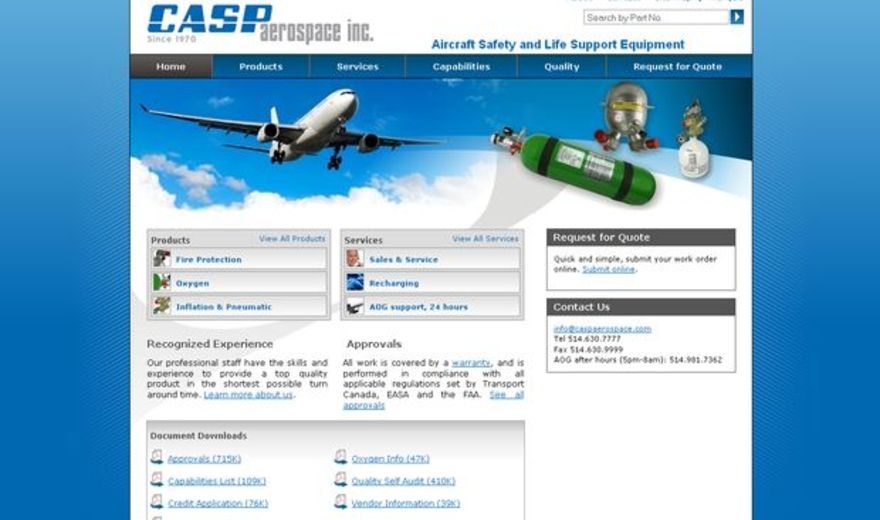 CASP
aerospace inc.
Since 1970
Search by Part No.
Aircraft Safety and Life Support Equipment
Home Products Services Capabilities Quality Request for Quote
Products View All Products
Fire Protection
Oxygen
Inflation & Pneumatic
Services View All Services
Sales & Service
Recharging
AOG support, 24 hours
Request for Quote
Quick and simple, submit your work order
online. Submit online.
Contact Us
info@caspaerospace.com
Tel 514.630.7777
Fax 514.630.9999
AOG after hours (5pm-8am): 514.981.7362
Recognized Experience
Our professional staff have the skills and
experience to provide a top quality
product in the shortest possible turn
around time. Learn more about us.
Approvals
All work is covered by a warranty, and is
performed in compliance with all
applicable regulations set by Transport
Canada, EASA and the FAA. See all
approvals
Document Downloads
Approvals (715K)
Oxygen Info (47K)
Capabilities List (109K)
Quality Self Audit (410K)
Credit Application (76K)
Vendor Information (39K)